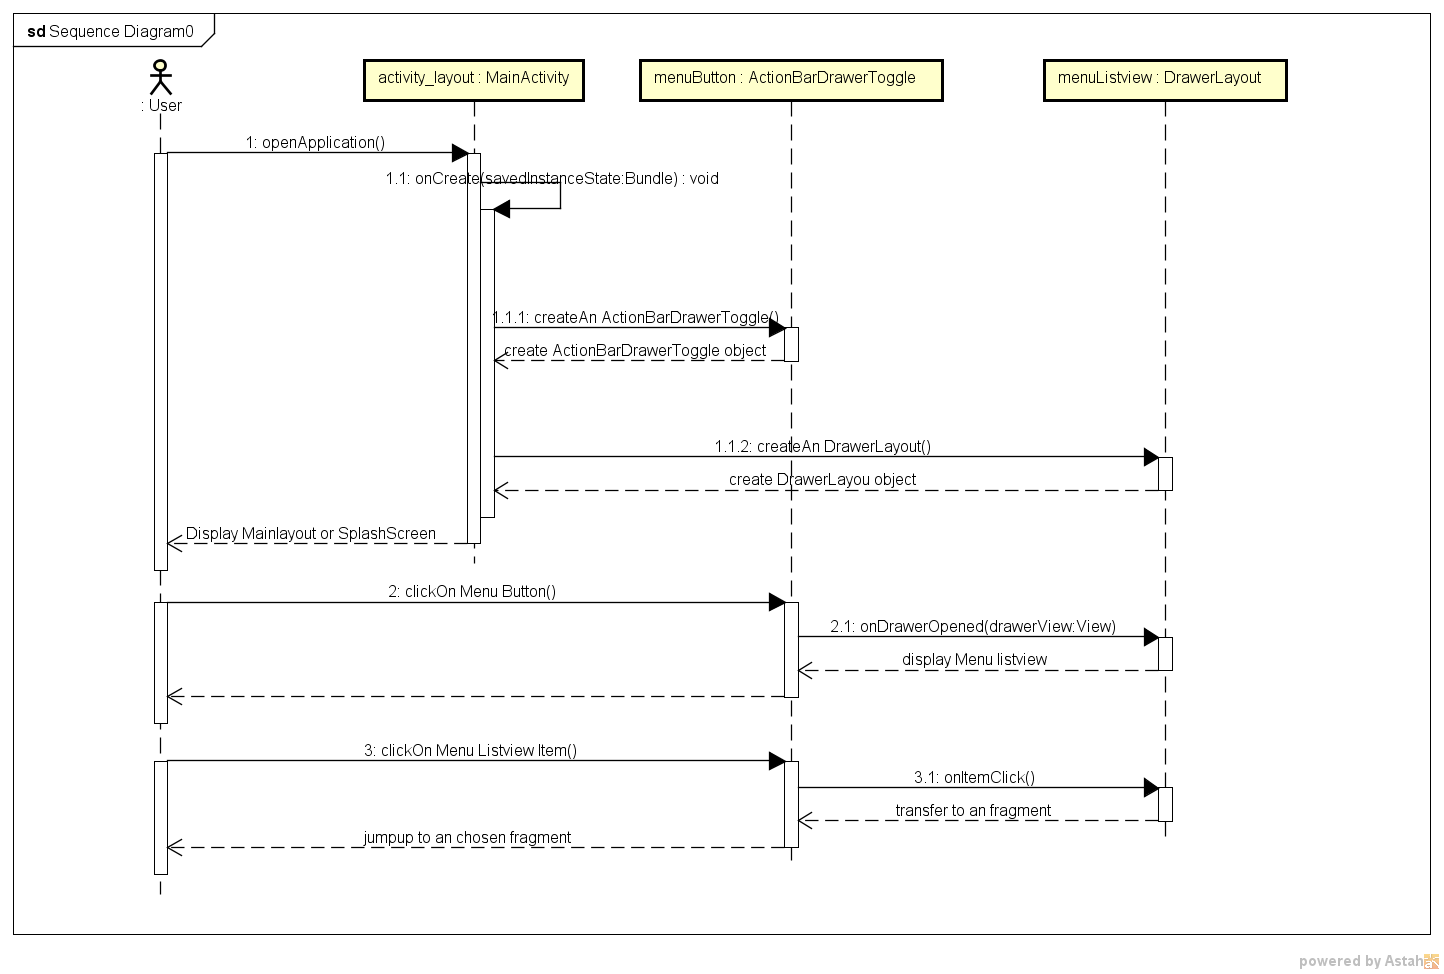 sd Sequence Diagram0
: User
activity_layout : MainActivity
menuButton : ActionBarDrawerToggle
menuListview : DrawerLayout
1: openApplication()
1.1: onCreate(savedInstanceState:Bundle) : void
1.1.1: createAn ActionBarDrawerToggle()
create ActionBarDrawerToggle object
1.1.2: createAn DrawerLayout()
create DrawerLayou object
Display Mainlayout or SplashScreen
2: clickOn Menu Button()
2.1: onDrawerOpened(drawerView:View)
display Menu listview
3: clickOn Menu Listview Item()
3.1: onItemClick()
transfer to an fragment
jumpup to an chosen fragment
powered by Astah